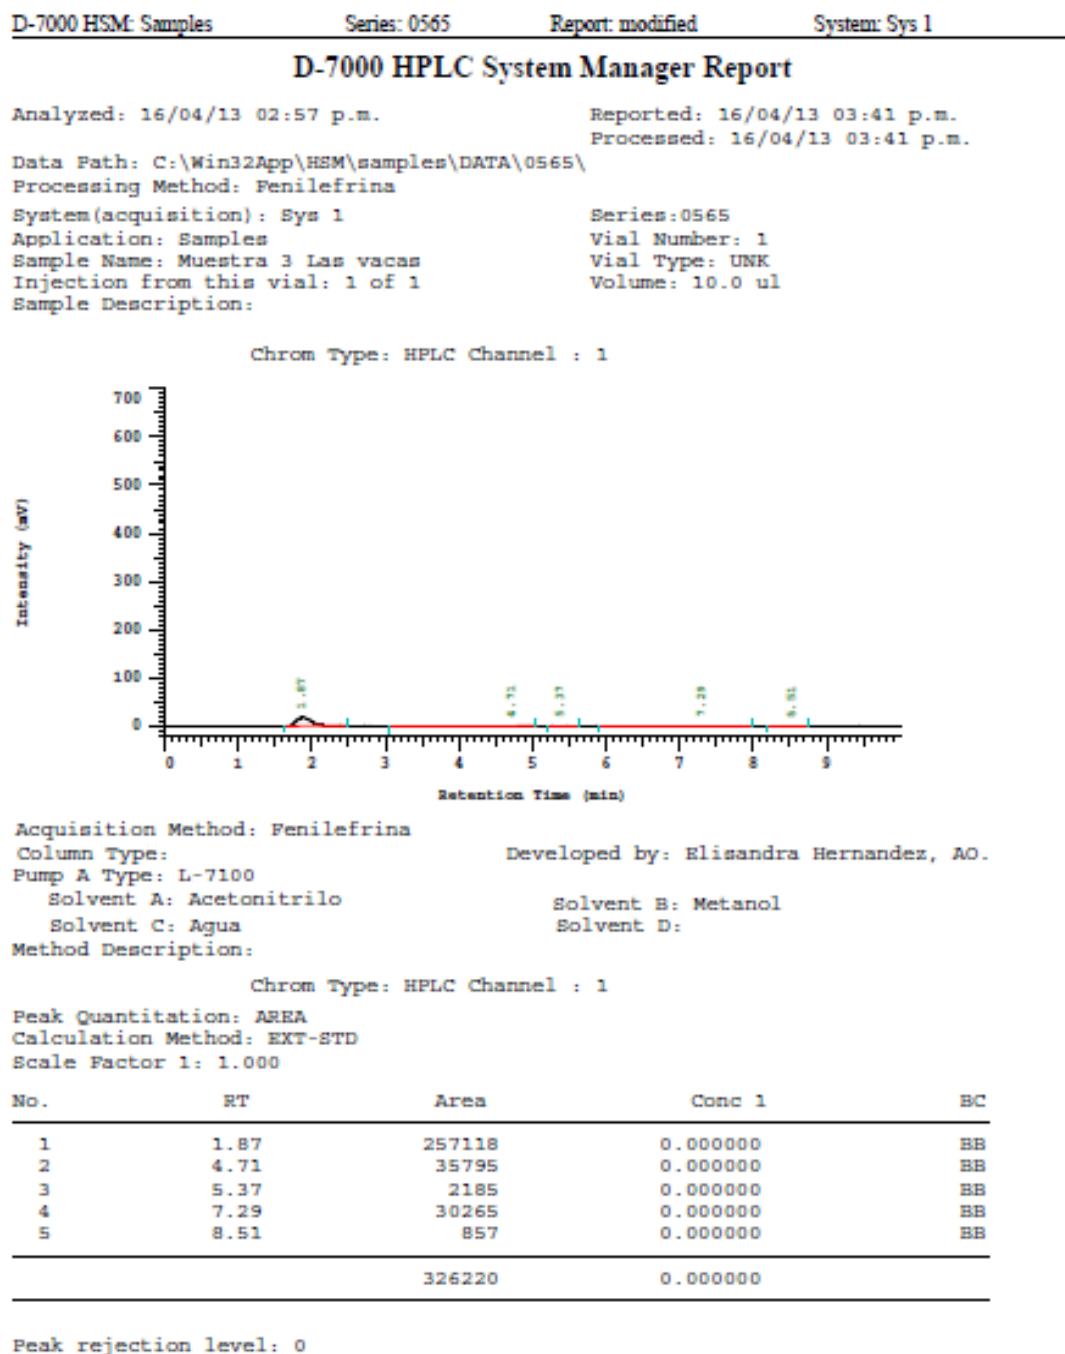 D-7000 HSM: Samples Series: 0565 Report: modified System: Sys 1
D-7000 HPLC System Manager Report
Analyzed: 16/04/13 02:57 p.m. Reported: 16/04/13 03:41 p.m.
Processed: 16/04/13 03:41 p.m.
Data Path: C:\Win32App\HSM\samples\DATA\0565\
Processing Method: Fenilefrina
System(acquisition): Sys 1 Series:0565
Application: Samples Vial Number: 1
Sample Name: Muestra 3 Las vacas Vial Type: UNK
Injection from this vial: 1 of 1 Volume: 10.0 ul
Sample Description:
Chrom Type: HPLC Channel : 1
700
600
500
400
300
200
100
0
Intensity (mV)
1.87 4.71 5.37 7.29 8.51
0 1 2 3 4 5 6 7 8 9
Retention Time (min)
Acquisition Method: Fenilefrina
Column Type: Developed by: Elisandra Hernandez, AO.
Pump A Type: L-7100
Solvent A: Acetonitrilo Solvent B: Metanol
Solvent C: Agua Solvent D:
Method Description:
Chrom Type: HPLC Channel : 1
Peak Quantitation: AREA
Calculation Method: EXT-STD
Scale Factor 1: 1.000
No. RT Area Conc 1 BC
1 1.87 257118 0.000000 BB
2 4.71 35795 0.000000 BB
3 5.37 2185 0.000000 BB
4 7.29 30265 0.000000 BB
5 8.51 857 0.000000 BB
326220 0.000000
Peak rejection level: 0